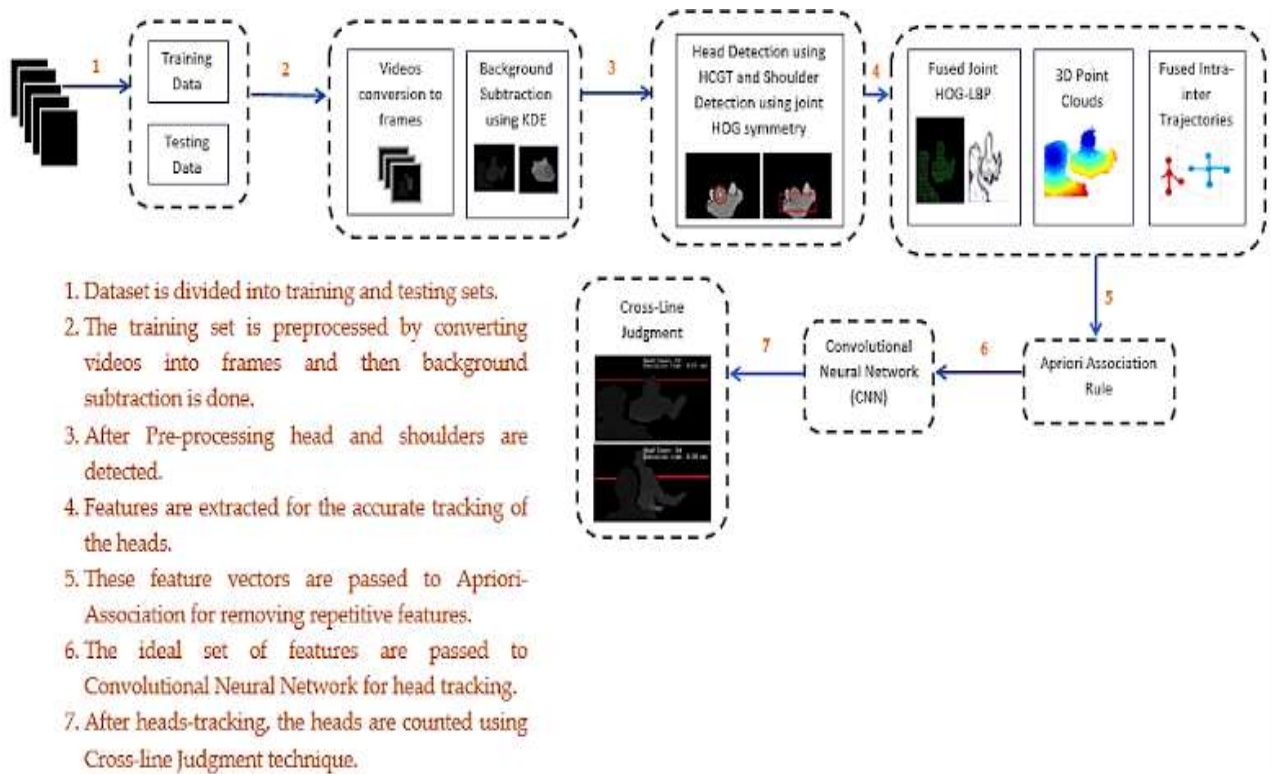 1
Training
Data
Testing
Data
2
Videos
conversion to
frames
Background
Subtraction
using KDE
3
Head Detection using
HCGT and Shoulder
Detection using joint
HOG symmetry
4
Fused Joint
HOG-LBP
3D Point
Clouds
Fused Intra-
inter
Trajectories
5
Apriori Association
Rule
6
Convolutional
Neural Network
(CNN)
7
Cross-Line
Judgment
1. Dataset is divided into training and testing sets.
2. The training set is preprocessed by converting
videos into frames and then background
subtraction is done.
3. After Pre-processing head and shoulders are
detected.
4. Features are extracted for the accurate tracking of
the heads.
5. These feature vectors are passed to Apriori-
Association for removing repetitive features.
6. The ideal set of features are passed to
Convolutional Neural Network for head tracking.
7. After heads-tracking, the heads are counted using
Cross-line Judgment technique.